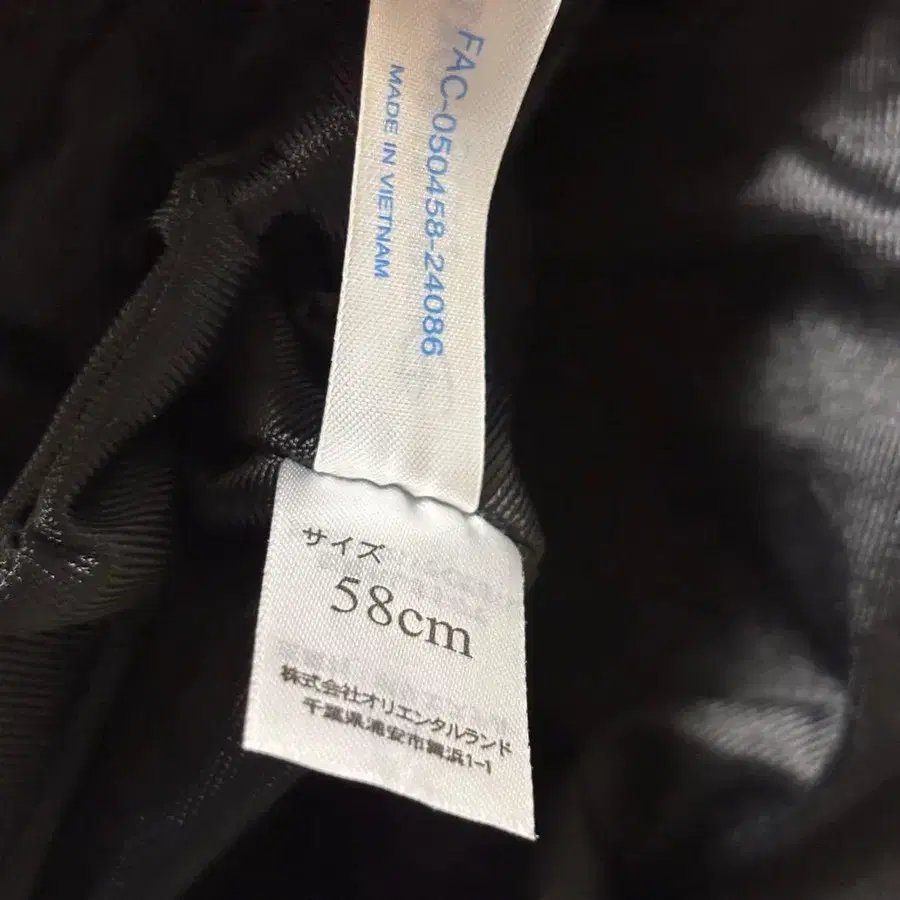 FAC-050458-24086
MADE IN VIETNAM
サイズ
58cm
株式会社オリエンタルランド
千葉県浦安市舞浜1-1